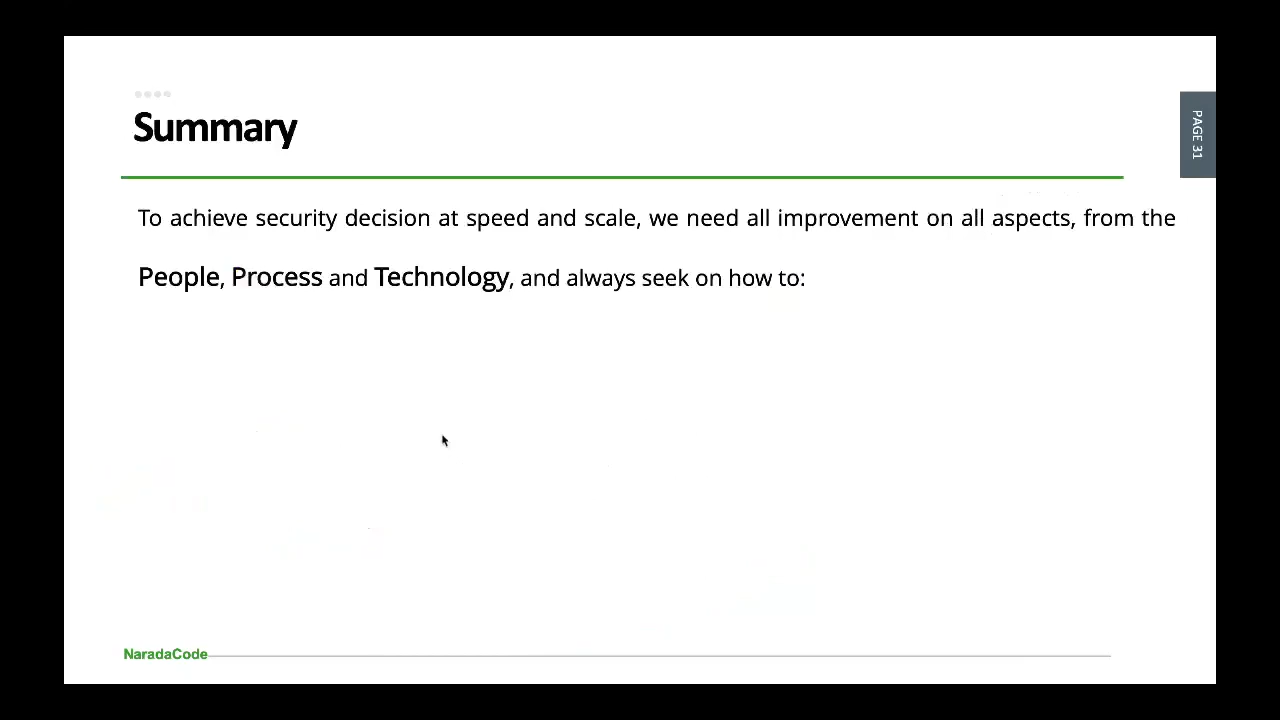 Summary
PAGE 31
To achieve security decision at speed and scale, we need all improvement on all aspects, from the
People, Process and Technology, and always seek on how to:
NaradaCode